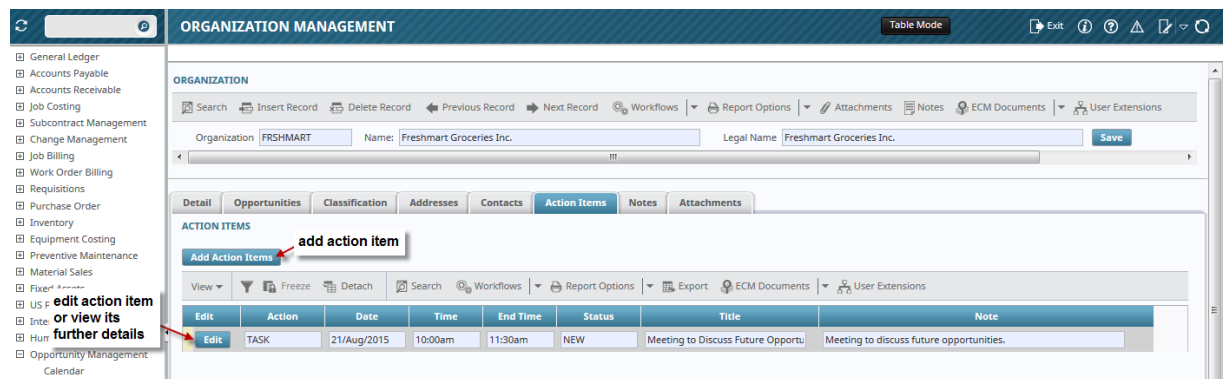 ORGANIZATION MANAGEMENT
Table Mode
Exit
General Ledger
Accounts Payable
Accounts Receivable
Job Costing
Subcontract Management
Change Management
Job Billing
Work Order Billing
Requisitions
Purchase Order
Inventory
Equipment Costing
Preventive Maintenance
Material Sales
Fixed Assets
US P
Inte
Hum
Opportunity Management
Calendar
edit action item
or view its
further details
ORGANIZATION
Search Insert Record Delete Record Previous Record Next Record Workflows Report Options Attachments Notes ECM Documents User Extensions
Organization FRSHMART Name: Freshmart Groceries Inc. Legal Name Freshmart Groceries Inc. Save
Detail Opportunities Classification Addresses Contacts Action Items Notes Attachments
ACTION ITEMS
add action item
Add Action Items
View Freeze Detach Search Workflows Report Options Export ECM Documents User Extensions
Edit Action Date Time End Time Status Title Note
Edit TASK 21/Aug/2015 10:00am 11:30am NEW Meeting to Discuss Future Opportu Meeting to discuss future opportunities.